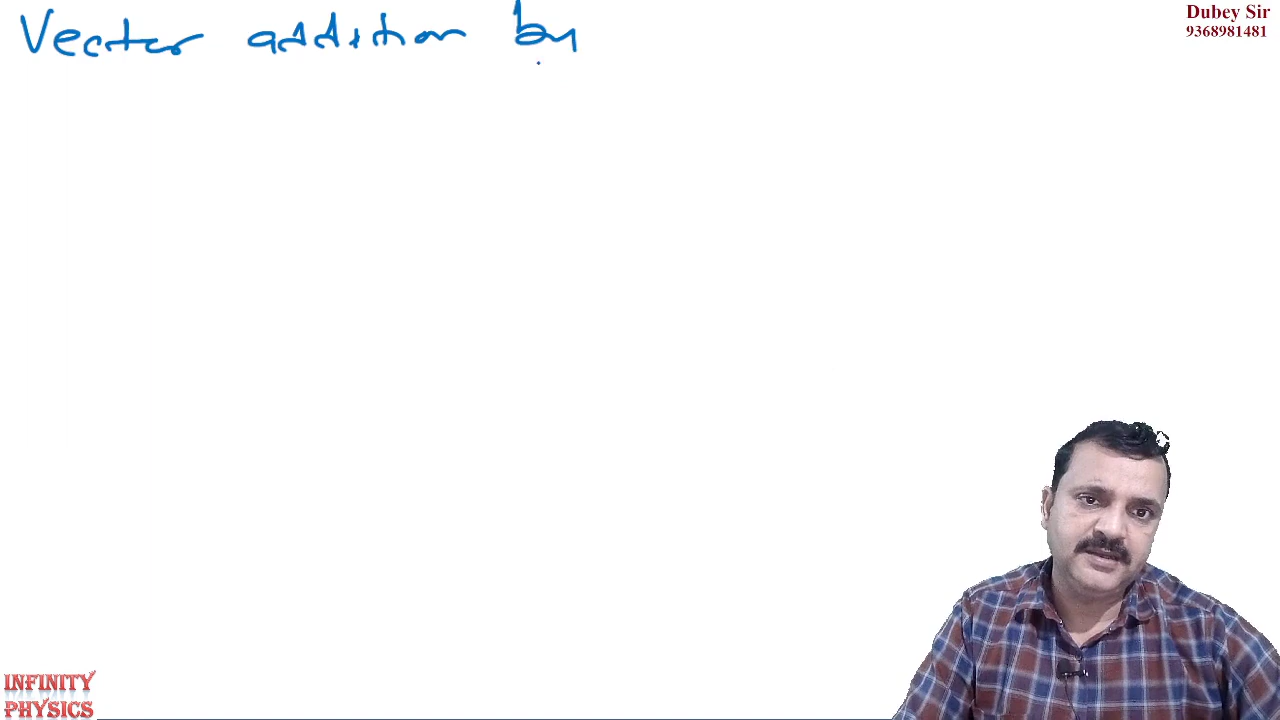 Vector addition by
Dubey Sir
9368981481
INFINITY
PHYSICS